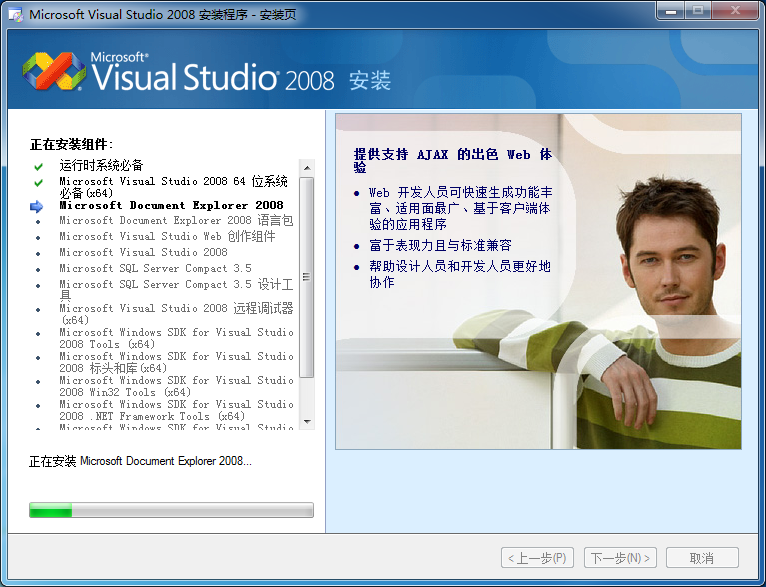 Microsoft Visual Studio 2008 安装程序 - 安装页
Microsoft®
Visual Studio® 2008 安装
正在安装组件:
运行时系统必备
Microsoft Visual Studio 2008 64 位系统
必备(x64)
Microsoft Document Explorer 2008
Microsoft Document Explorer 2008 语言包
Microsoft Visual Studio Web 创作组件
Microsoft Visual Studio 2008
Microsoft SQL Server Compact 3.5
Microsoft SQL Server Compact 3.5 设计工
具
Microsoft Visual Studio 2008 远程调试器
(x64)
Microsoft Windows SDK for Visual Studio
2008 Tools (x64)
Microsoft Windows SDK for Visual Studio
2008 标头和库(x64)
Microsoft Windows SDK for Visual Studio
2008 Win32 Tools (x64)
Microsoft Windows SDK for Visual Studio
2008 .NET Framework Tools (x64)
Microsoft Windows SDK for Visual Studio
正在安装 Microsoft Document Explorer 2008...
提供支持 AJAX 的出色 Web 体
验
• Web 开发人员可快速生成功能丰
富、适用面最广、基于客户端体
验的应用程序
• 富于表现力且与标准兼容
• 帮助设计人员和开发人员更好地
协作
< 上一步(P)
下一步(N) >
取消